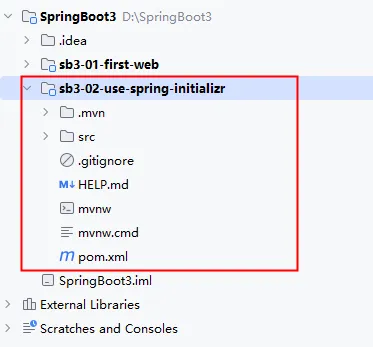 SpringBoot3 D:\SpringBoot3
.idea
sb3-01-first-web
sb3-02-use-spring-initializr
.mvn
src
.gitignore
M↓ HELP.md
mvnw
mvnw.cmd
m pom.xml
SpringBoot3.iml
External Libraries
Scratches and Consoles